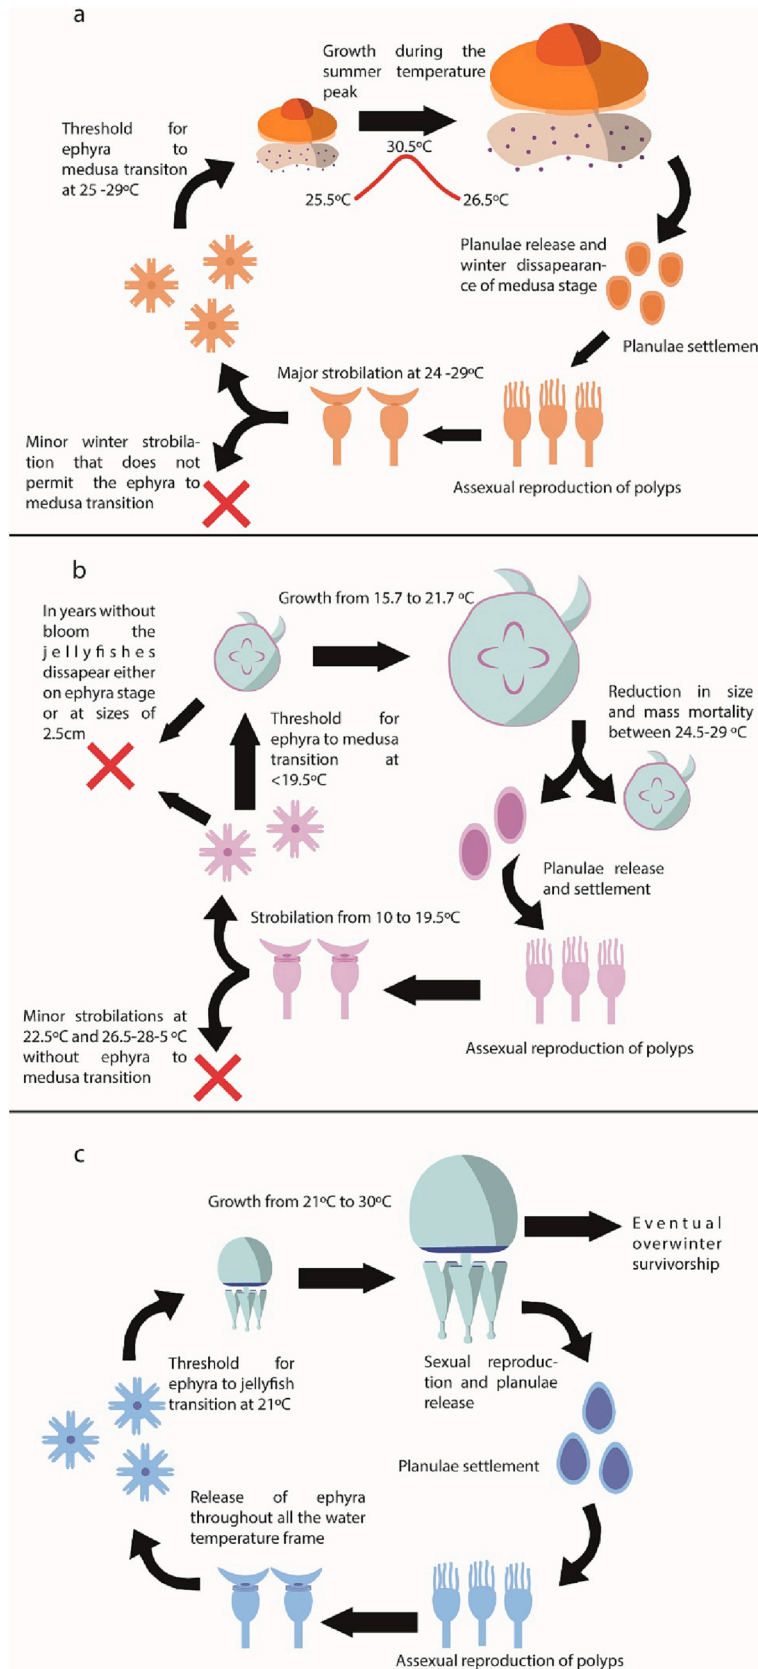 a
Growth during the
summer temperature
peak
Threshold for
ephyra to
medusa transiton
at 25 -29ºC
30.5ºC
25.5ºC
26.5ºC
Planulae release and
winter dissapearan-
ce of medusa stage
Planulae settlemen
Major strobilation at 24 -29ºC
Minor winter strobila-
tion that does not
permit the ephyra to
medusa transition
Assexual reproduction of polyps
b
Growth from 15.7 to 21.7 ºC
In years without
bloom the
jellyfishes
dissapear either
on ephyra stage
or at sizes of
2.5cm
Reduction in size
and mass mortality
between 24.5-29 ºC
Threshold for
ephyra to medusa
transition at
<19.5ºC
Planulae release
and settlement
Strobilation from 10 to 19.5ºC
Minor strobilations at
22.5ºC and 26.5-28-5 ºC
without ephyra to
medusa transition
Assexual reproduction of polyps
c
Growth from 21ºC to 30ºC
Eventual
overwinter
survivorship
Threshold for
ephyra to jellyfish
transition at 21ºC
Sexual reproduc-
tion and planulae
release
Planulae settlement
Release of ephyra
throughout all the water
temperature frame
Assexual reproduction of polyps